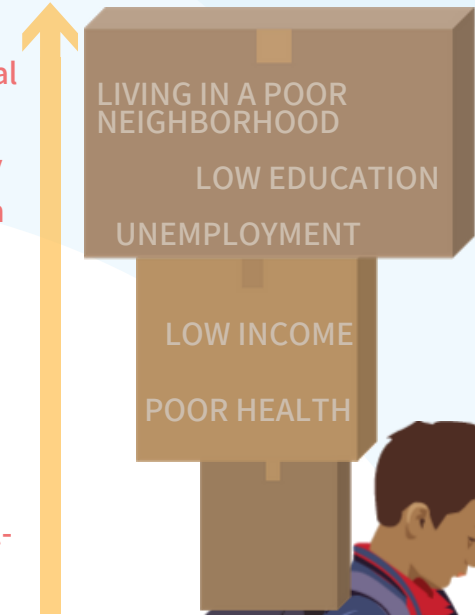 LIVING IN A POOR
NEIGHBORHOOD
LOW EDUCATION
UNEMPLOYMENT
LOW INCOME
POOR HEALTH